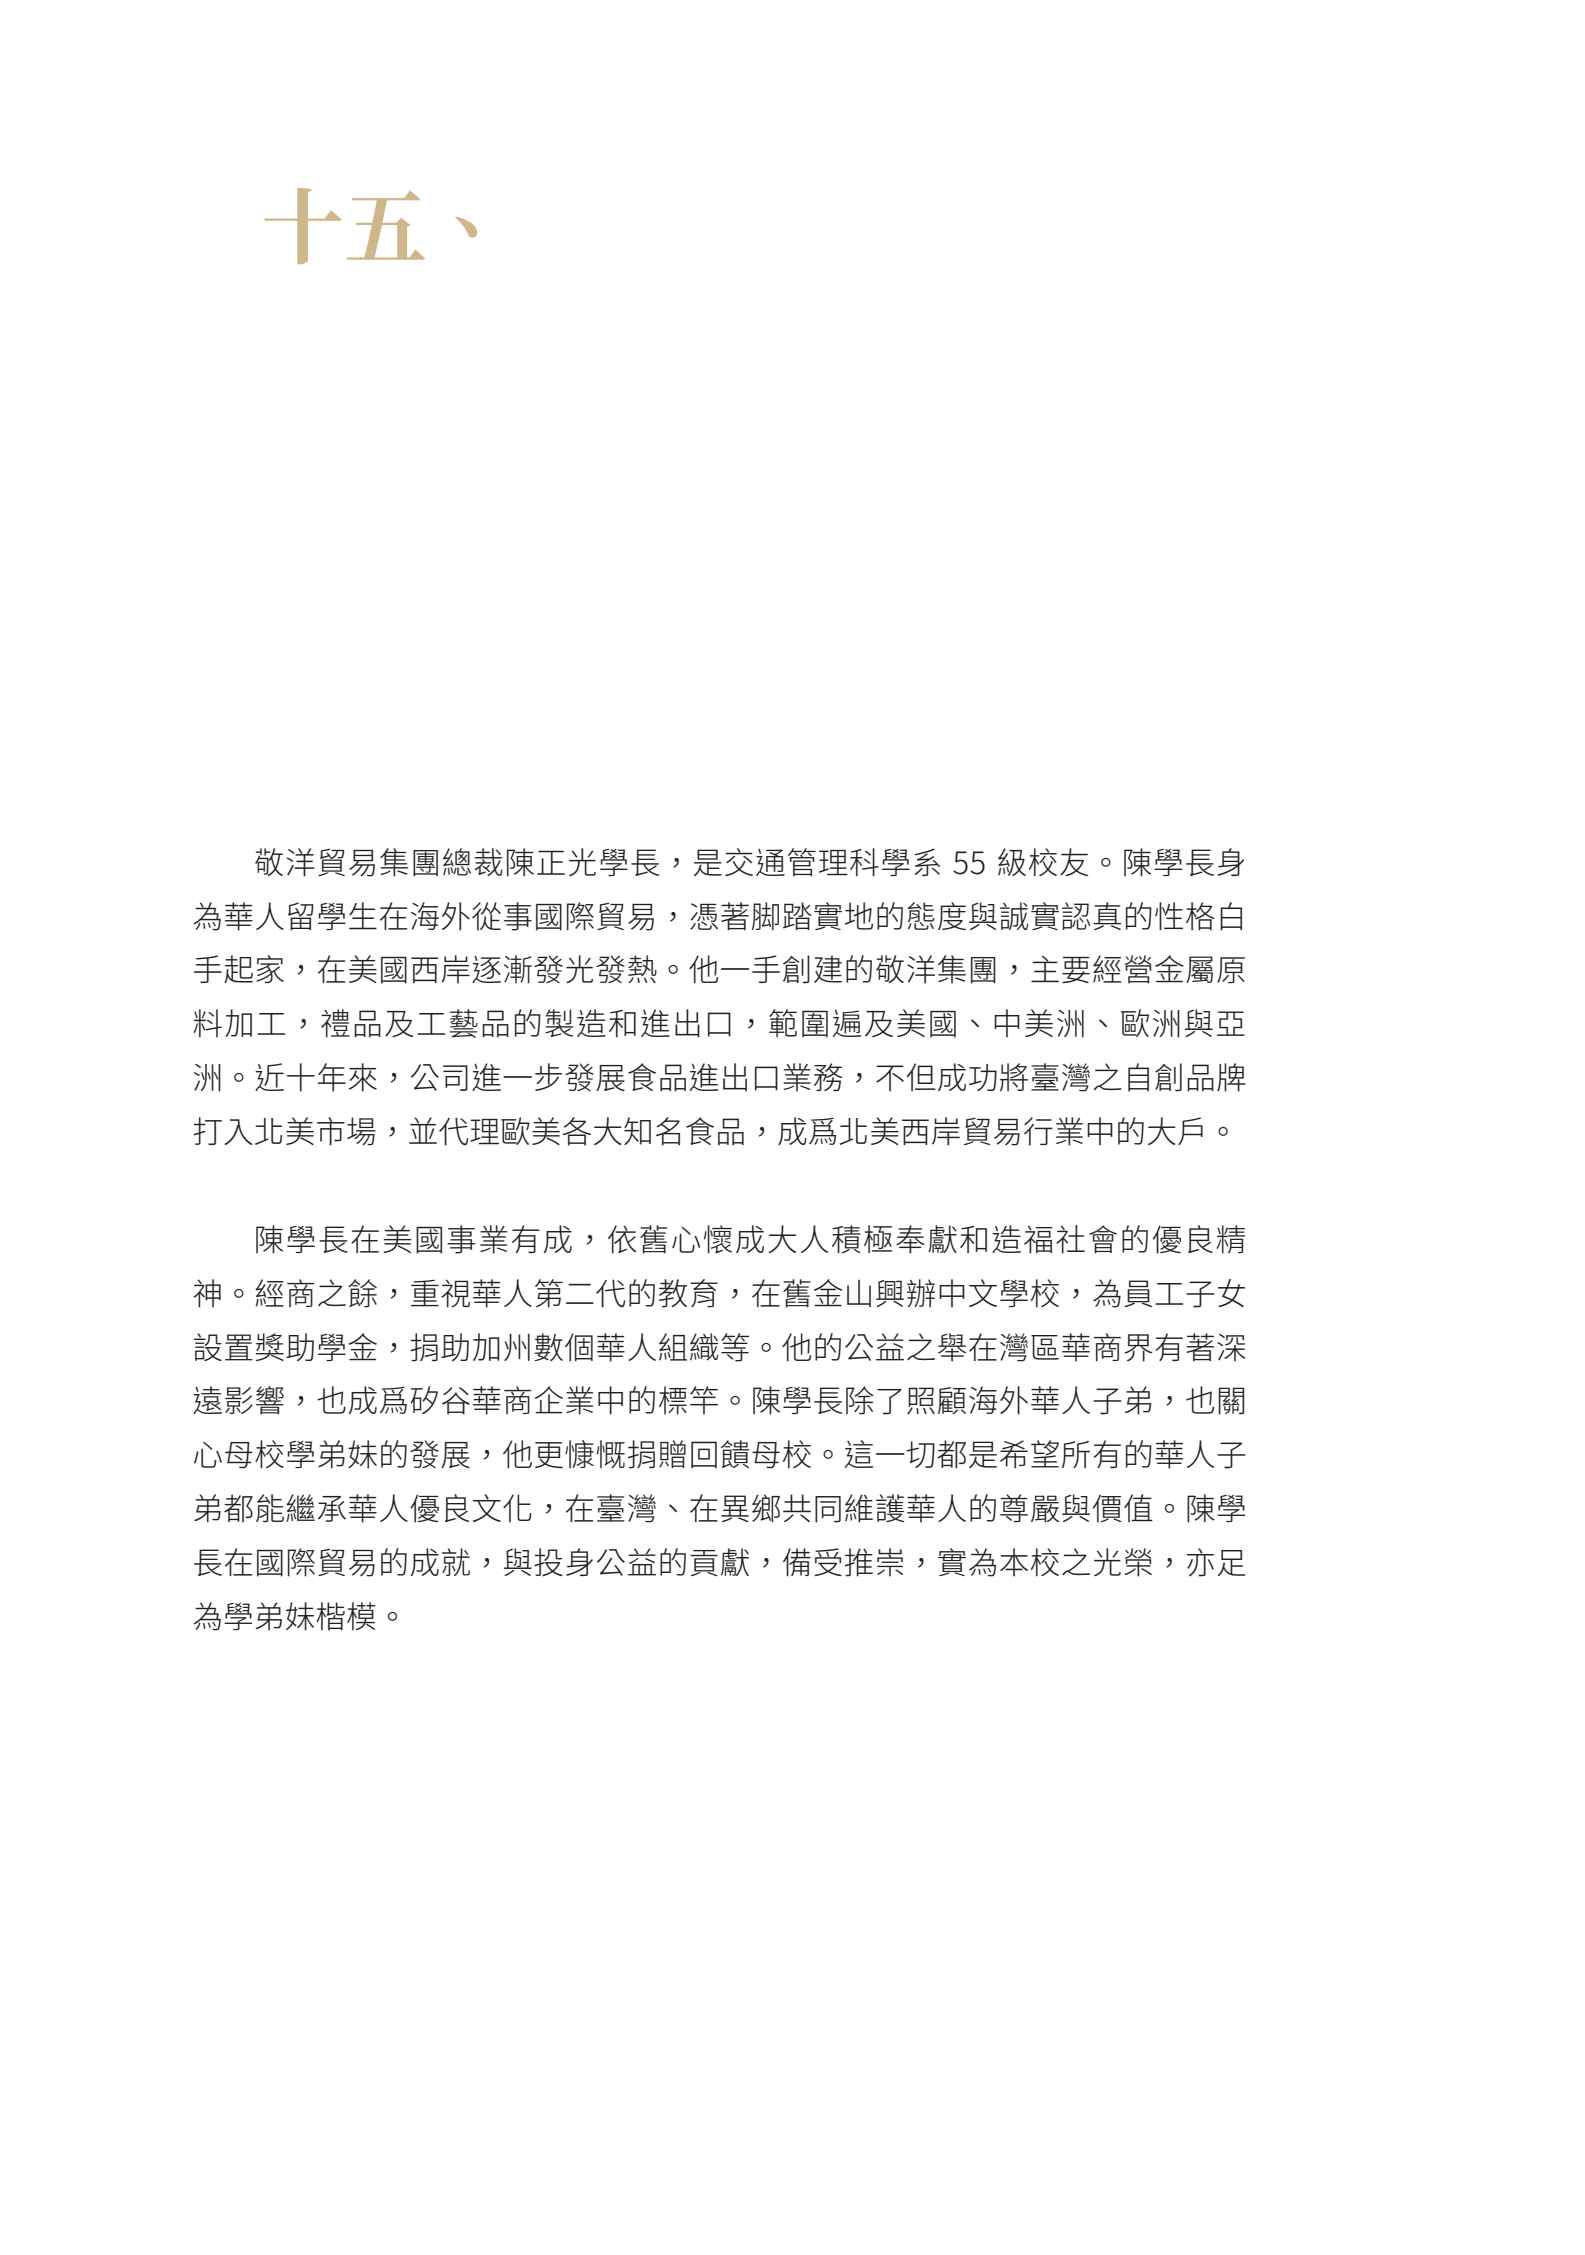 十五、
敬洋貿易集團總裁陳正光學長，是交通管理科學系 55 級校友。陳學長身
為華人留學生在海外從事國際貿易，憑著脚踏實地的態度與誠實認真的性格白
手起家，在美國西岸逐漸發光發熱。他一手創建的敬洋集團，主要經營金屬原
料加工，禮品及工藝品的製造和進出口，範圍遍及美國、中美洲、歐洲與亞
洲。近十年來，公司進一步發展食品進出口業務，不但成功將臺灣之自創品牌
打入北美市場，並代理歐美各大知名食品，成爲北美西岸貿易行業中的大戶。
陳學長在美國事業有成，依舊心懷成大人積極奉獻和造福社會的優良精
神。經商之餘，重視華人第二代的教育，在舊金山興辦中文學校，為員工子女
設置獎助學金，捐助加州數個華人組織等。他的公益之舉在灣區華商界有著深
遠影響，也成爲矽谷華商企業中的標竿。陳學長除了照顧海外華人子弟，也關
心母校學弟妹的發展，他更慷慨捐贈回饋母校。這一切都是希望所有的華人子
弟都能繼承華人優良文化，在臺灣、在異鄉共同維護華人的尊嚴與價值。陳學
長在國際貿易的成就，與投身公益的貢獻，備受推崇，實為本校之光榮，亦足
為學弟妹楷模。